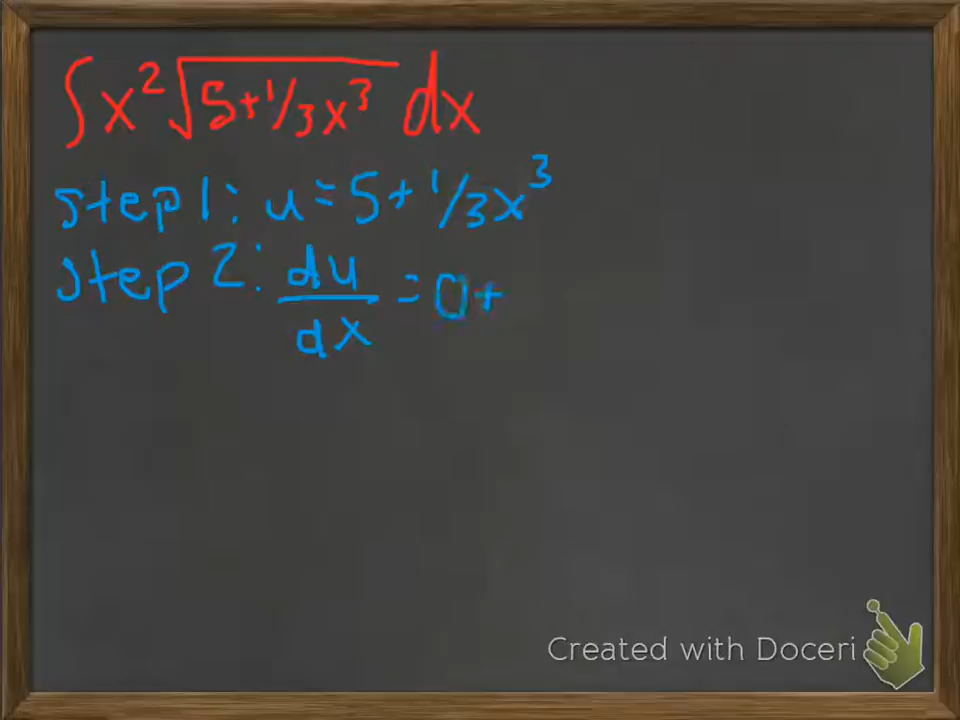 ∫x²√(5+1/3x³) dx
step 1: u=5+1/3x³
step 2: du/dx = 0+
Created with Doceri